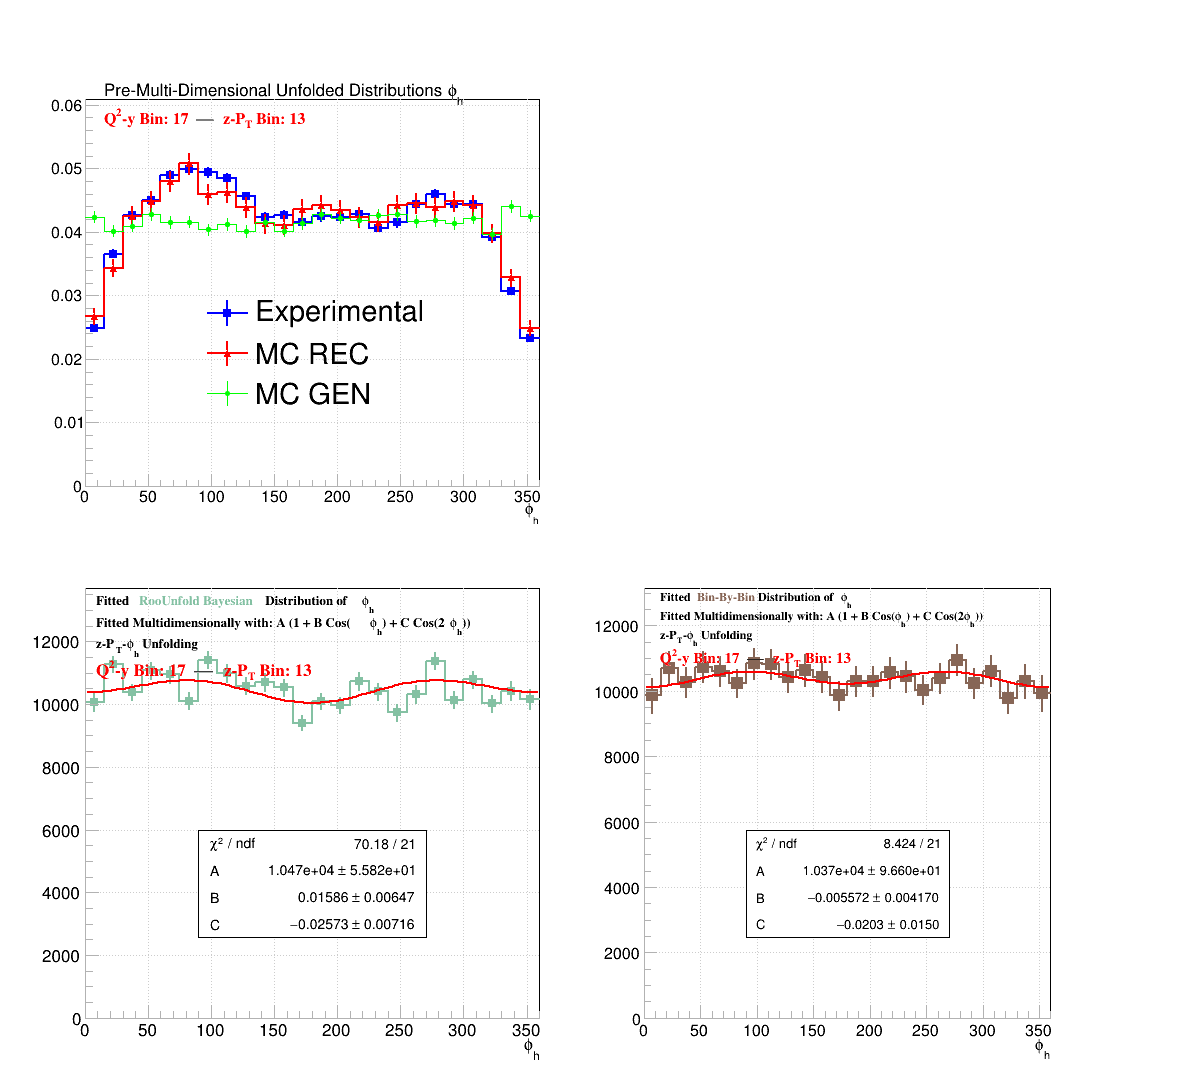 Pre-Multi-Dimensional Unfolded Distributions ϕh
Q²-y Bin: 17 — z-PT Bin: 13
0.06
0.05
0.04
0.03
0.02
0.01
0
Experimental
MC REC
MC GEN
0 50 100 150 200 250 300 350
ϕh
Fitted RooUnfold Bayesian Distribution of ϕh
Fitted Multidimensionally with: A (1 + B Cos( ϕh) + C Cos(2 ϕh))
z-PT-ϕh Unfolding
Q²-y Bin: 17 — z-PT Bin: 13
12000
10000
8000
6000
4000
2000
0
χ² / ndf 70.18 / 21
A 1.047e+04 ± 5.582e+01
B 0.01586 ± 0.00647
C −0.02573 ± 0.00716
0 50 100 150 200 250 300 350
ϕh
Fitted Bin-By-Bin Distribution of ϕh
Fitted Multidimensionally with: A (1 + B Cos(ϕh) + C Cos(2ϕh))
z-PT-ϕh Unfolding
Q²-y Bin: 17 — z-PT Bin: 13
12000
10000
8000
6000
4000
2000
0
χ² / ndf 8.424 / 21
A 1.037e+04 ± 9.660e+01
B −0.005572 ± 0.004170
C −0.0203 ± 0.0150
0 50 100 150 200 250 300 350
ϕh